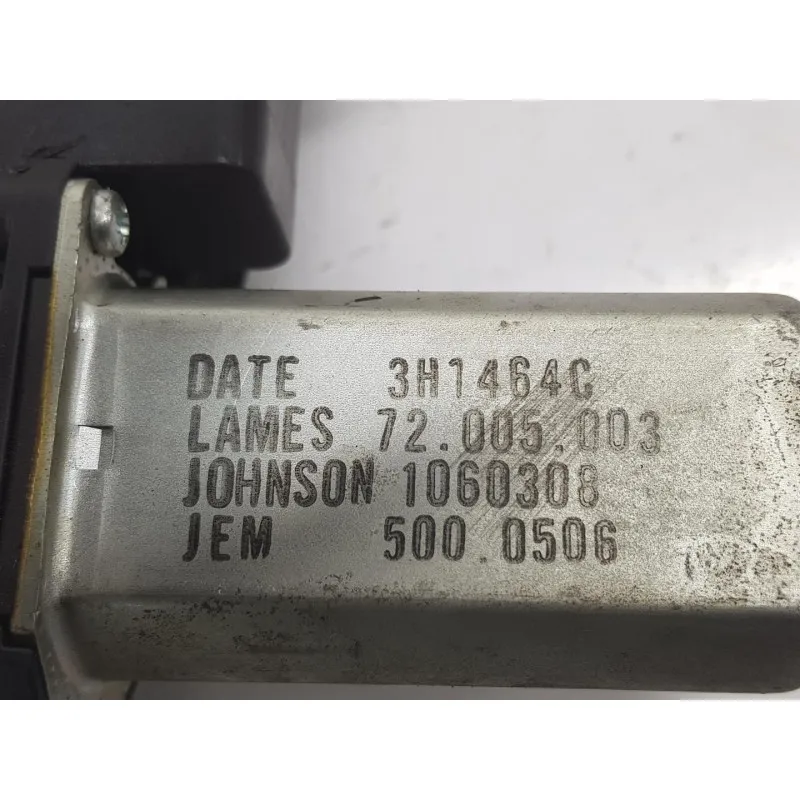 DATE 3H1464C
LAMES 72.005.003
JOHNSON 1060308
JEM 500.0506